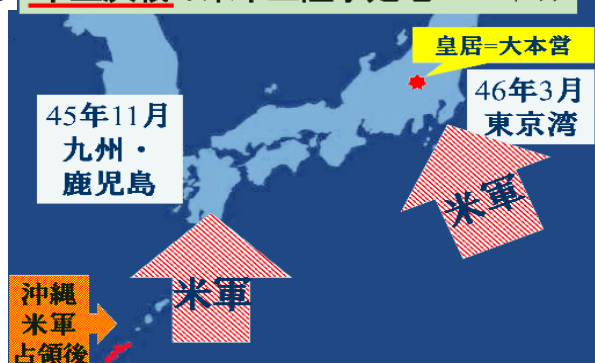 皇居=大本営
46年3月
東京湾
45年11月
九州・
鹿児島
米軍
米軍
沖縄
米軍
占領後